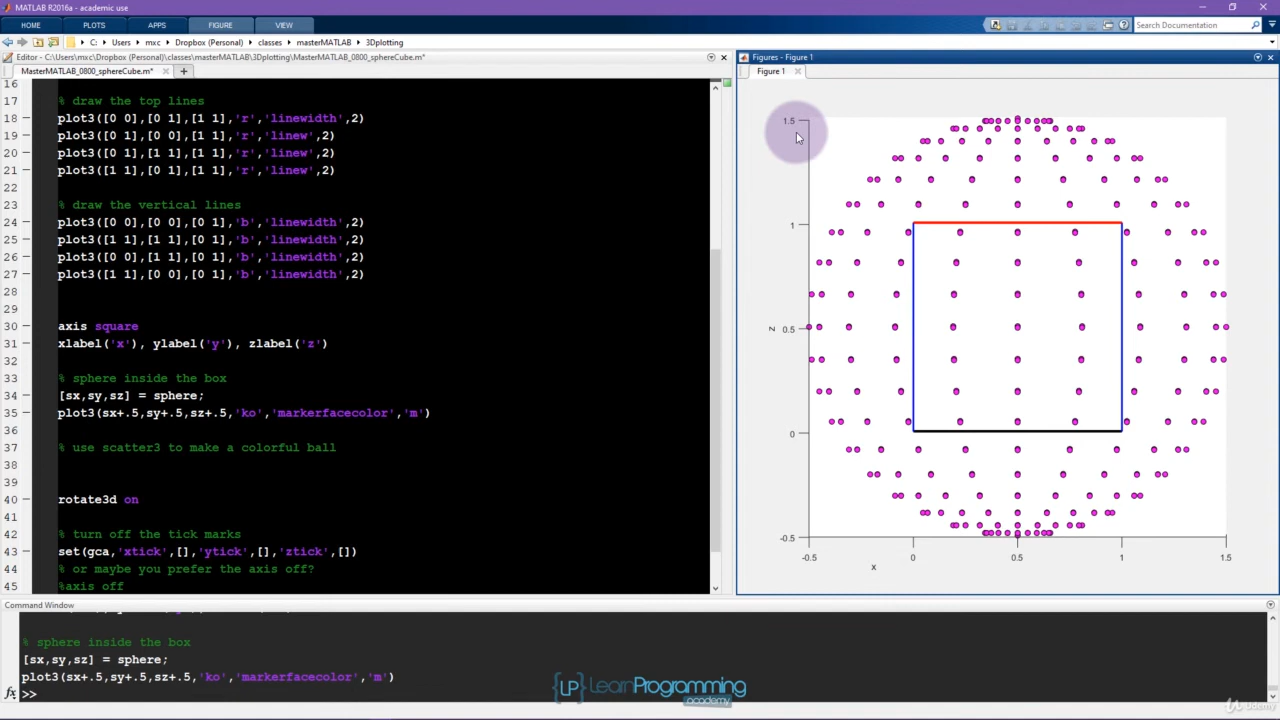 MATLAB R2016a - academic use
HOME PLOTS APPS FIGURE VIEW
Search Documentation
C: Users mxc Dropbox (Personal) classes masterMATLAB 3Dplotting
Editor - C:\Users\mxc\Dropbox (Personal)\classes\masterMATLAB\3Dplotting\MasterMATLAB_0800_sphereCube.m*
MasterMATLAB_0800_sphereCube.m*
16
17 % draw the top lines
18 plot3([0 0],[0 1],[1 1],'r','linewidth',2)
19 plot3([0 1],[0 0],[1 1],'r','linew',2)
20 plot3([0 1],[1 1],[1 1],'r','linew',2)
21 plot3([1 1],[0 1],[1 1],'r','linew',2)
22
23 % draw the vertical lines
24 plot3([0 0],[0 0],[0 1],'b','linewidth',2)
25 plot3([1 1],[1 1],[0 1],'b','linewidth',2)
26 plot3([0 0],[1 1],[0 1],'b','linewidth',2)
27 plot3([1 1],[0 0],[0 1],'b','linewidth',2)
28
29
30 axis square
31 xlabel('x'), ylabel('y'), zlabel('z')
32
33 % sphere inside the box
34 [sx,sy,sz] = sphere;
35 plot3(sx+.5,sy+.5,sz+.5,'ko','markerfacecolor','m')
36
37 % use scatter3 to make a colorful ball
38
39
40 rotate3d on
41
42 % turn off the tick marks
43 set(gca,'xtick',[],'ytick',[],'ztick',[])
44 % or maybe you prefer the axis off?
45 %axis off
Figures - Figure 1
Figure 1
1.5
1
z 0.5
0
-0.5
-0.5 0 0.5 1 1.5
x
Command Window
% sphere inside the box
[sx,sy,sz] = sphere;
plot3(sx+.5,sy+.5,sz+.5,'ko','markerfacecolor','m')
fx >>
{LP} LearnProgramming
academy
Udemy